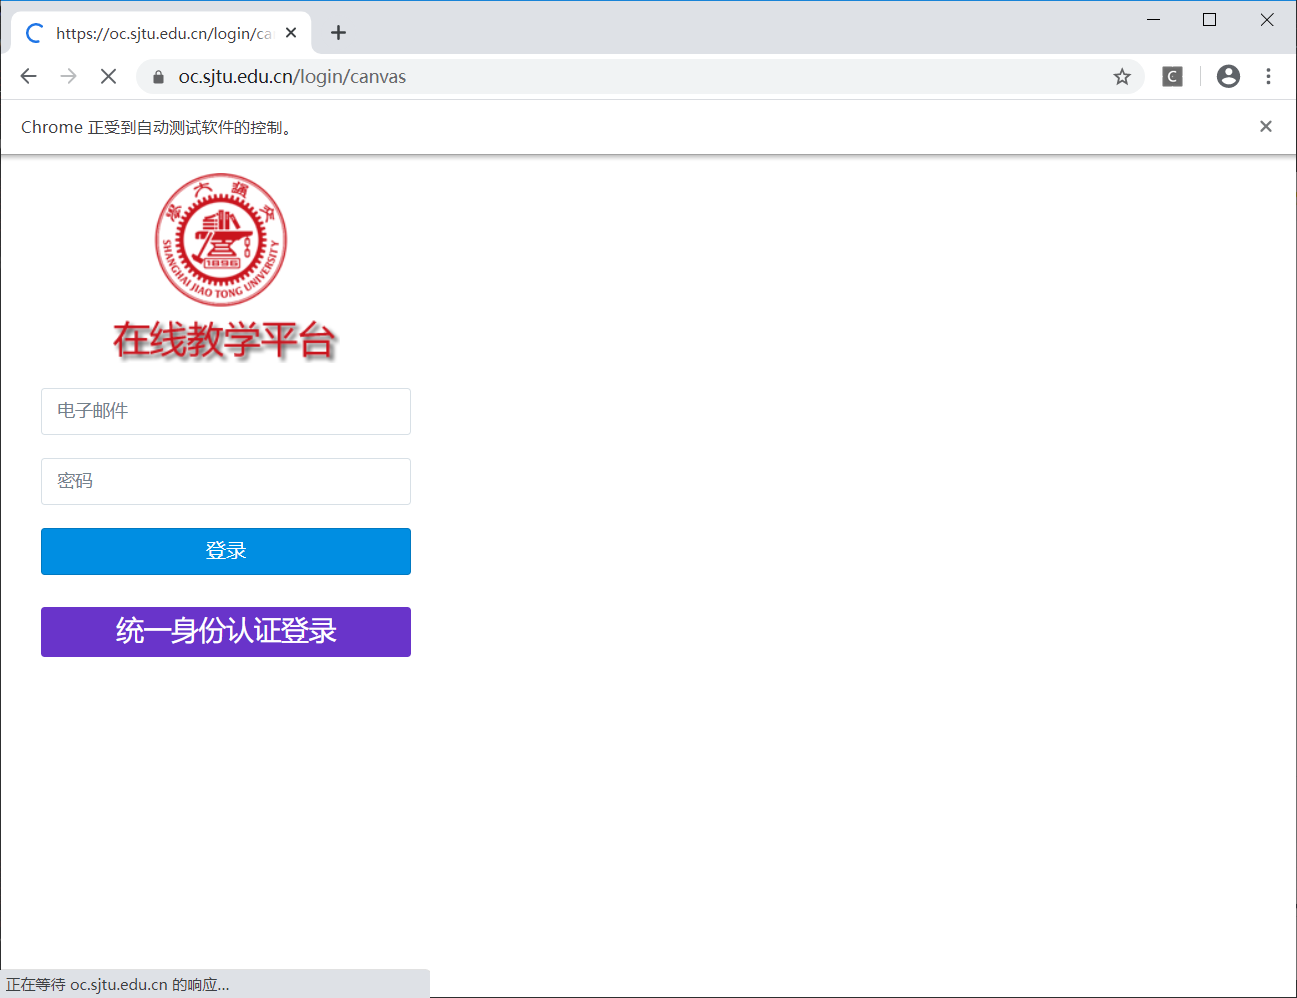 https://oc.sjtu.edu.cn/login/ca
oc.sjtu.edu.cn/login/canvas
C
Chrome 正受到自动测试软件的控制。
SHANGHAI JIAO TONG UNIVERSITY
1896
在线教学平台
电子邮件
密码
登录
统一身份认证登录
正在等待 oc.sjtu.edu.cn 的响应...